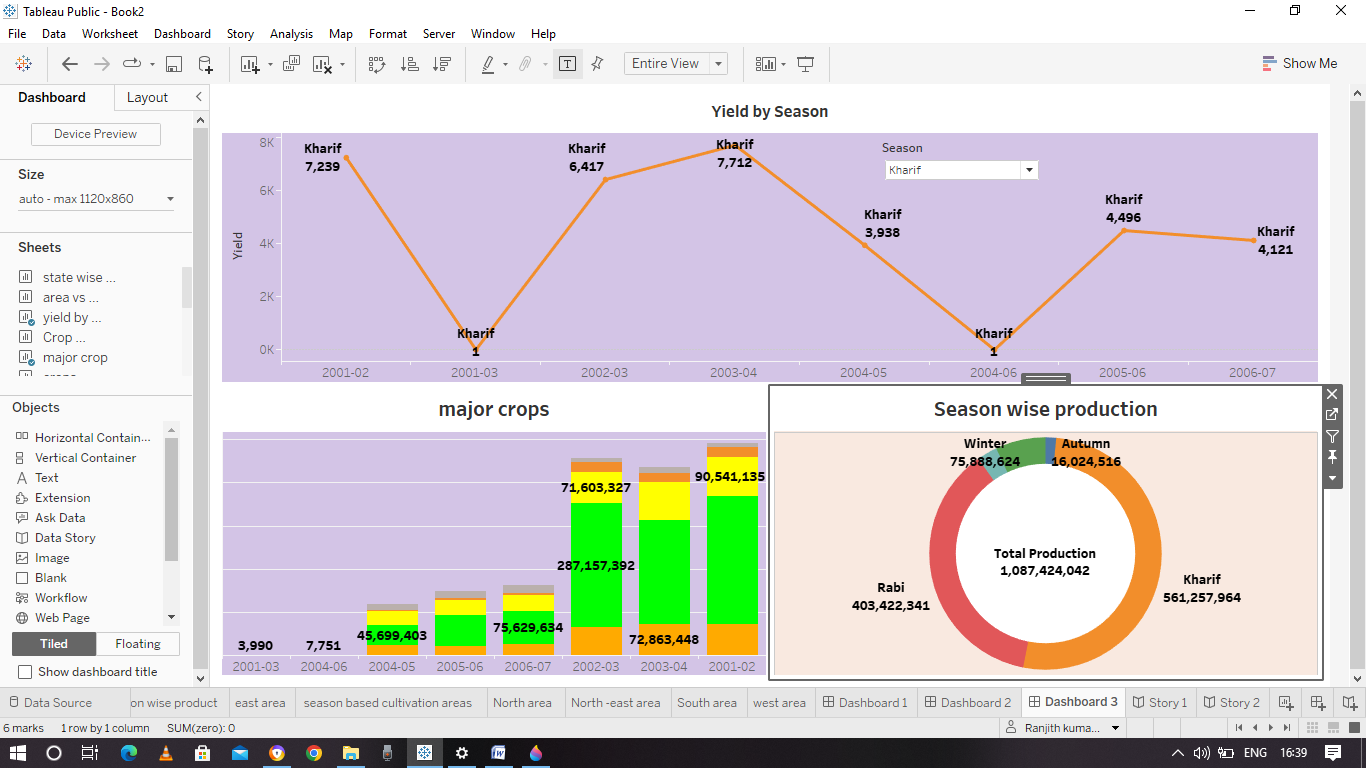 Tableau Public - Book2
File Data Worksheet Dashboard Story Analysis Map Format Server Window Help
Entire View
Show Me
Dashboard Layout
Device Preview
Size
auto - max 1120x860
Sheets
state wise ...
area vs ...
yield by ...
Crop ...
major crop
Objects
Horizontal Contain...
Vertical Container
Text
Extension
Ask Data
Data Story
Image
Blank
Workflow
Web Page
Tiled Floating
Show dashboard title
Yield by Season
Season
Kharif
Yield
8K
6K
4K
2K
0K
Kharif
7,239
Kharif
1
Kharif
6,417
Kharif
7,712
Kharif
3,938
Kharif
1
Kharif
4,496
Kharif
4,121
2001-02 2001-03 2002-03 2003-04 2004-05 2004-06 2005-06 2006-07
major crops
90,541,135
71,603,327
287,157,392
75,629,634
45,699,403
72,863,448
3,990 7,751
2001-03 2004-06 2004-05 2005-06 2006-07 2002-03 2003-04 2001-02
Season wise production
Winter
75,888,624
Autumn
16,024,516
Total Production
1,087,424,042
Rabi
403,422,341
Kharif
561,257,964
Data Source on wise product east area season based cultivation areas North area North -east area South area west area Dashboard 1 Dashboard 2 Dashboard 3 Story 1 Story 2
6 marks 1 row by 1 column SUM(zero): 0 Ranjith kuma...
ENG 16:39